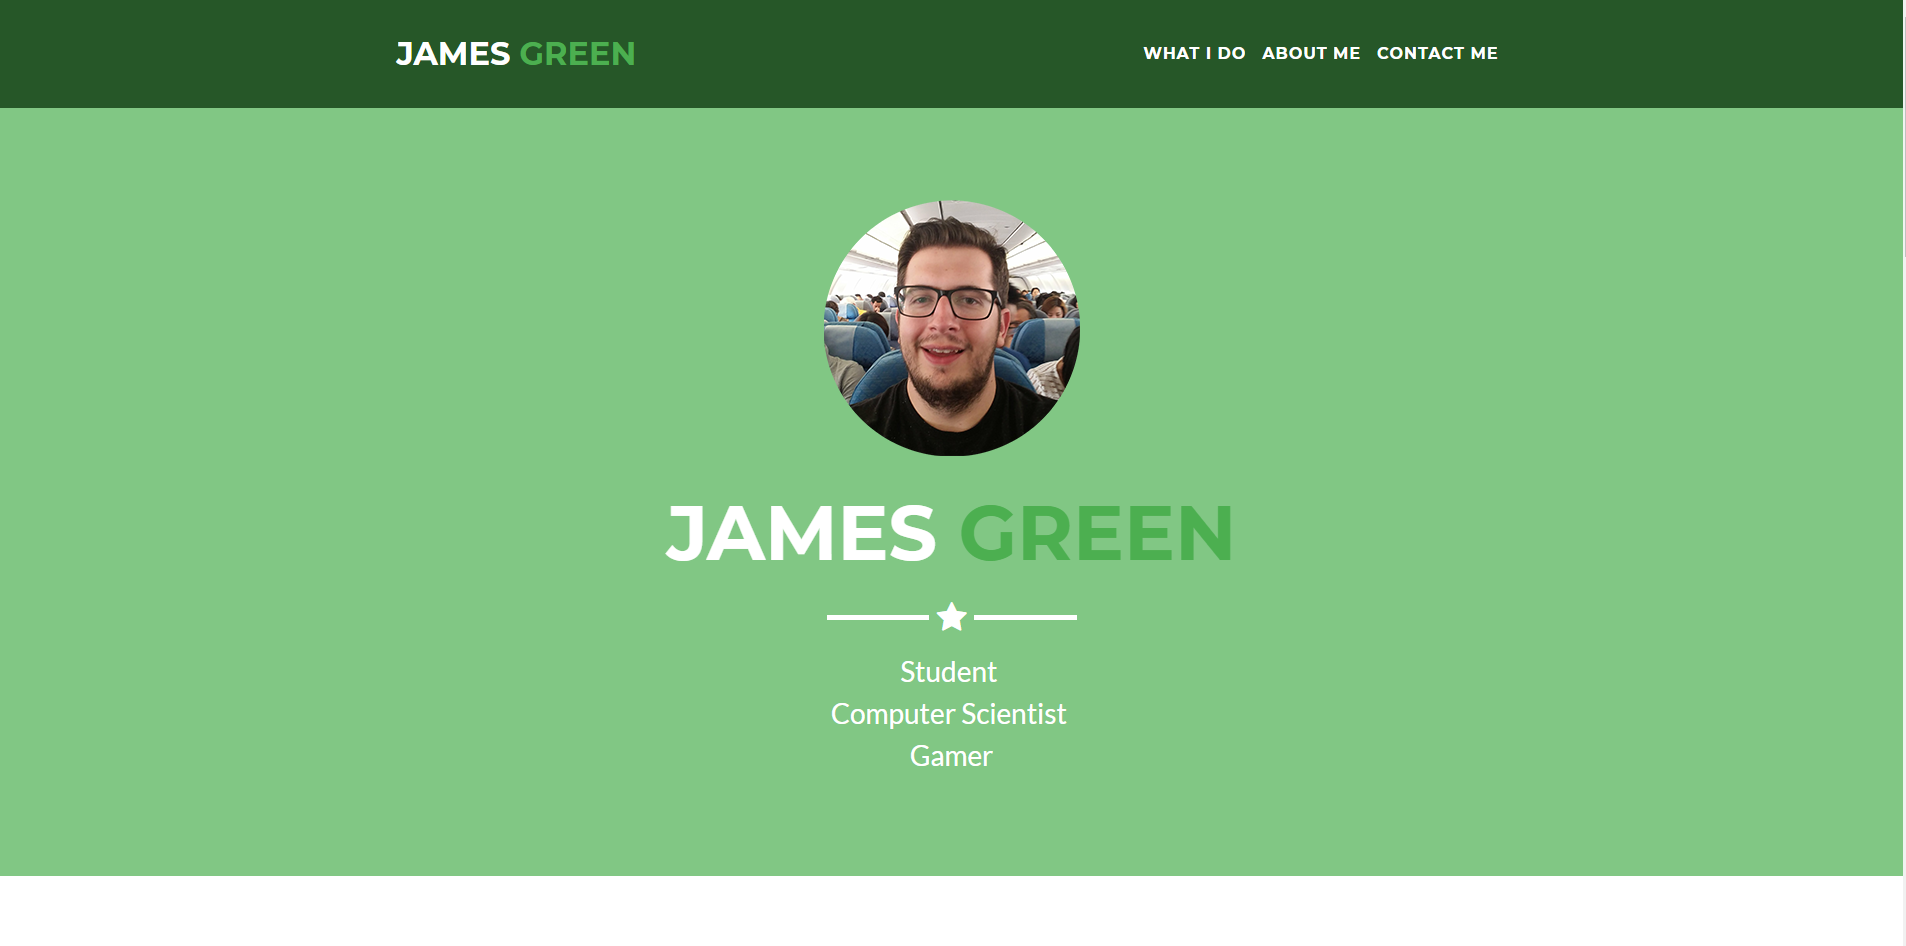 JAMES GREEN
WHAT I DO ABOUT ME CONTACT ME
JAMES GREEN
Student
Computer Scientist
Gamer